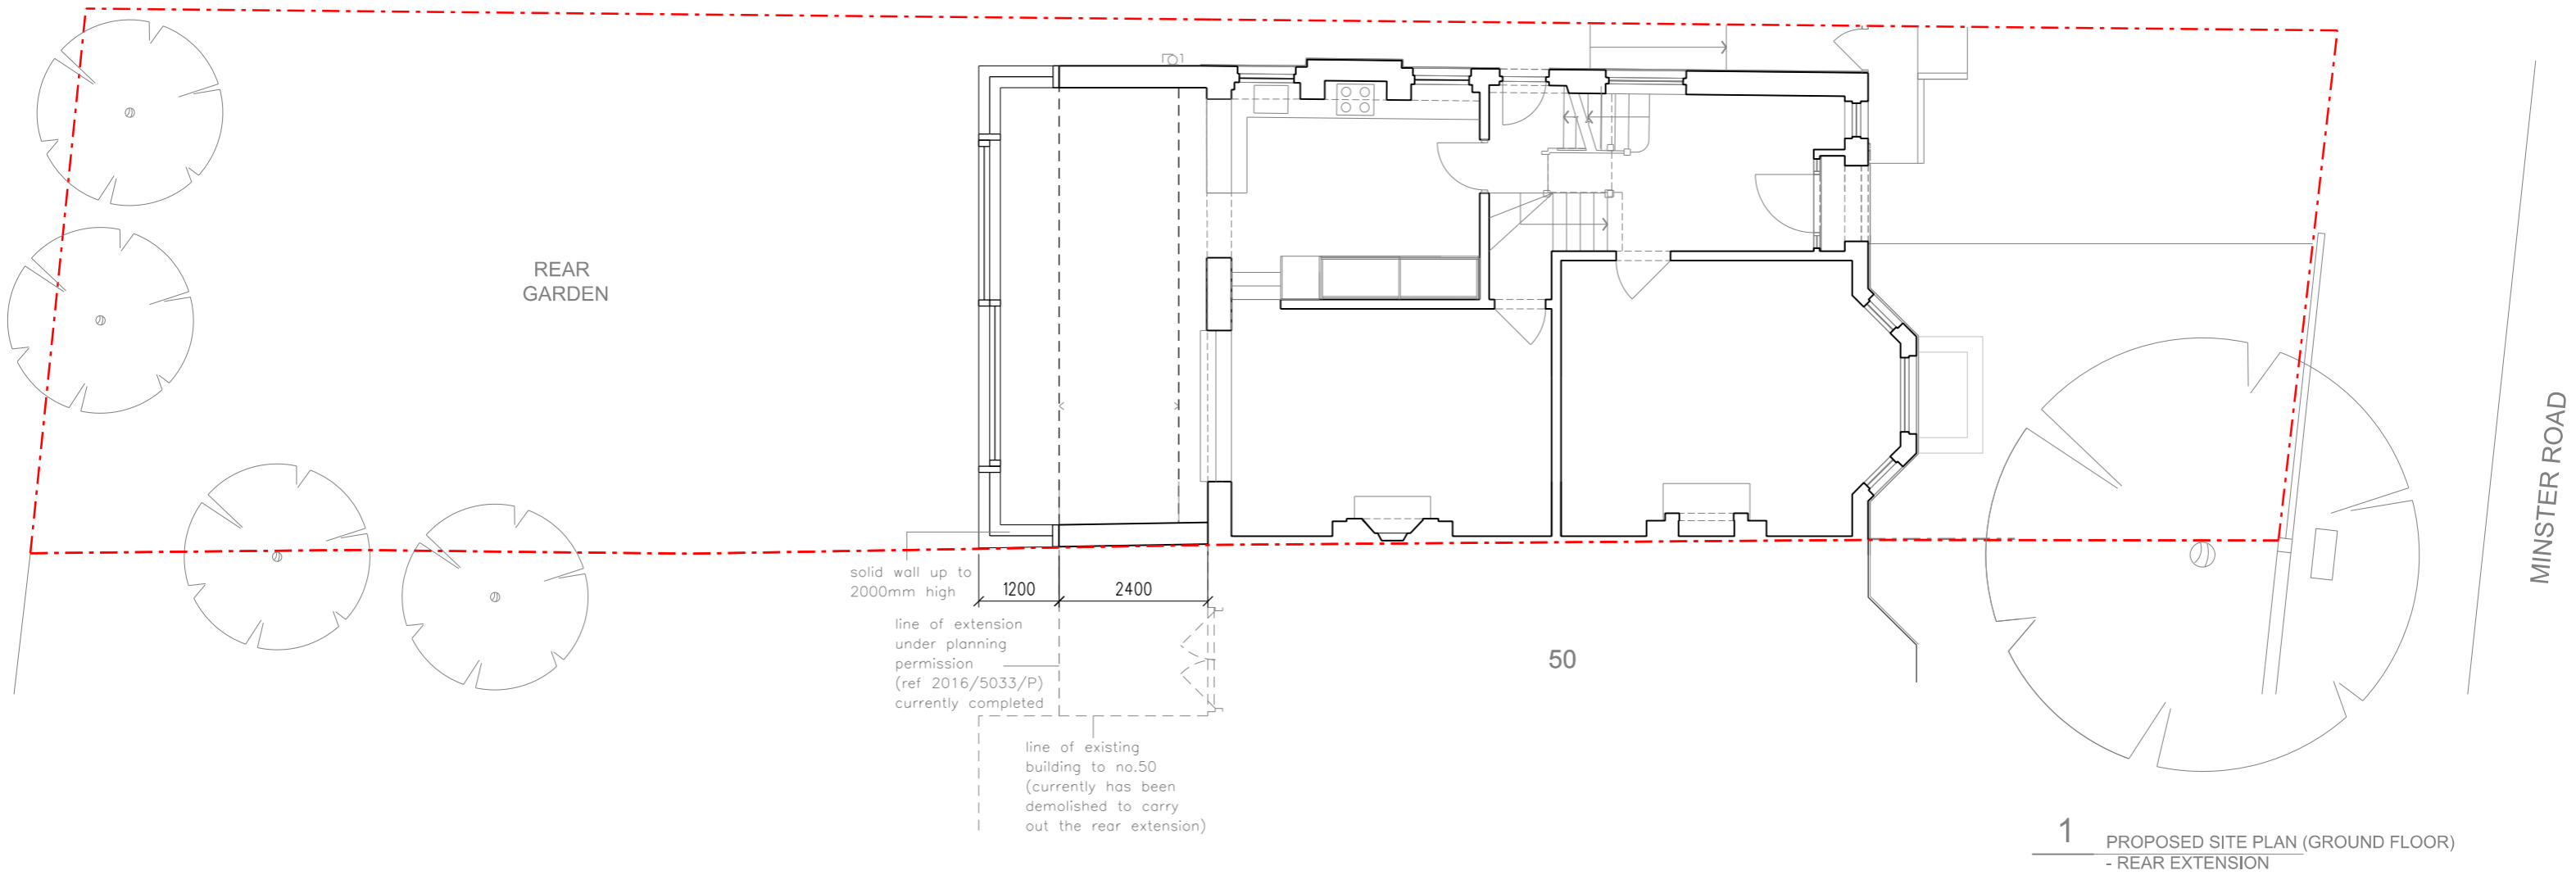 REAR
GARDEN
solid wall up to
2000mm high
1200
2400
line of extension
under planning
permission
(ref 2016/5033/P)
currently completed
line of existing
building to no.50
(currently has been
demolished to carry
out the rear extension)
50
MINSTER ROAD
1
PROPOSED SITE PLAN (GROUND FLOOR)
- REAR EXTENSION